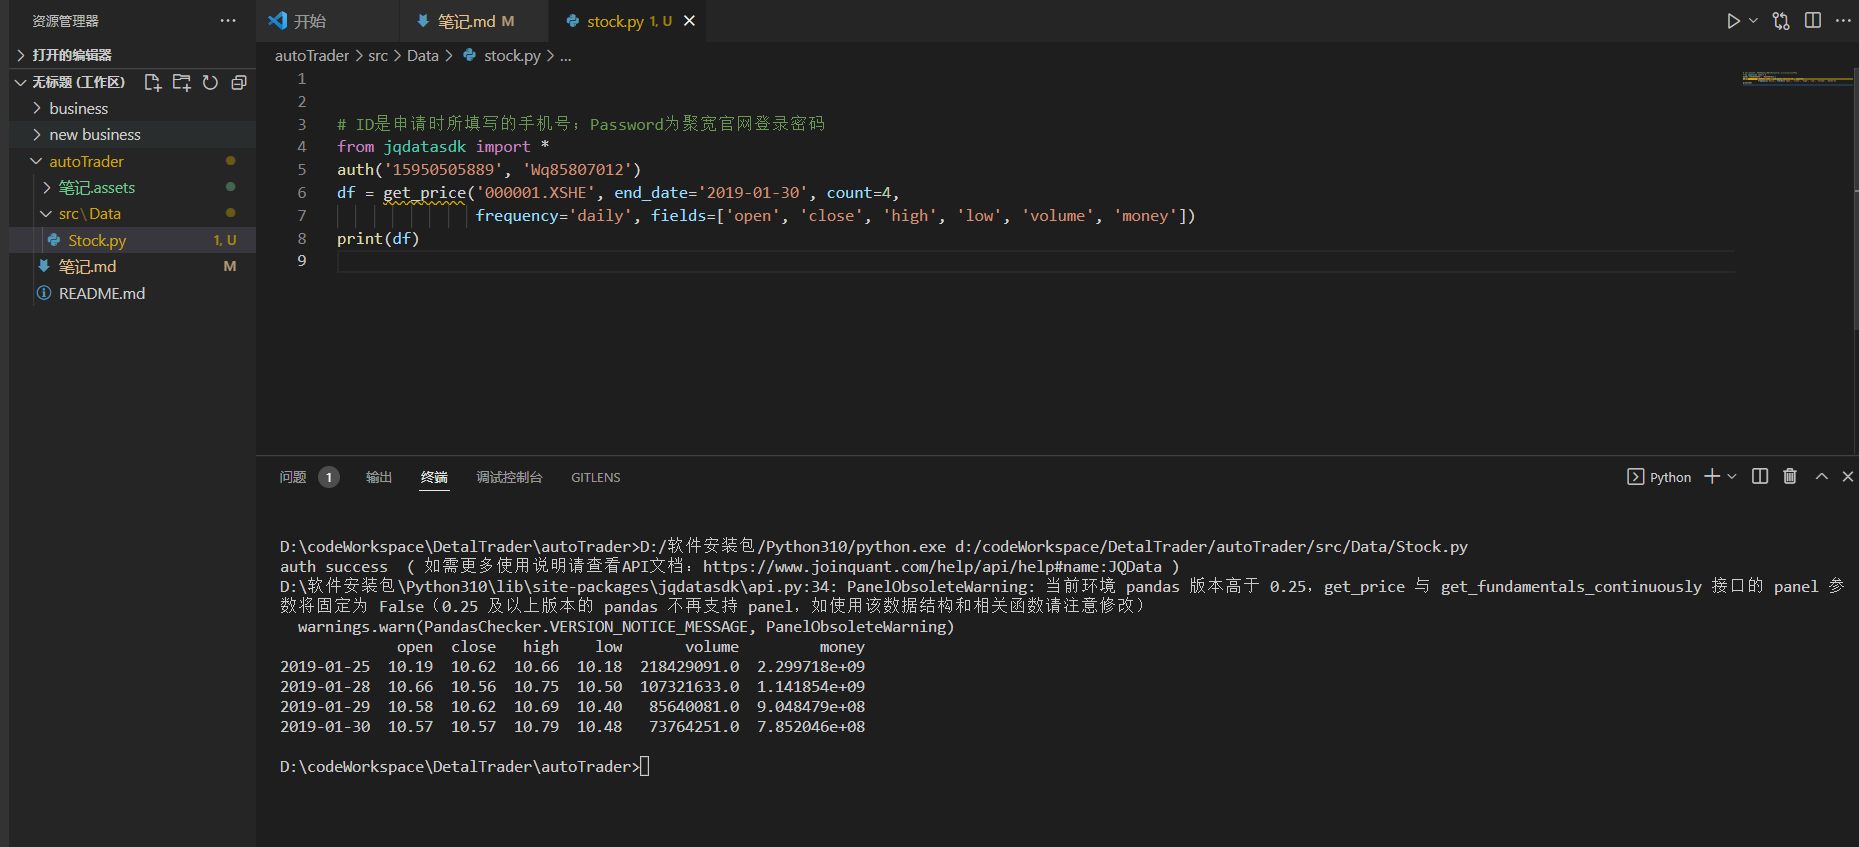 资源管理器 ···
开始
笔记.md M
stock.py 1, U
打开的编辑器
无标题 (工作区)
business
new business
autoTrader
笔记.assets
src\Data
Stock.py 1, U
笔记.md M
README.md
autoTrader > src > Data > stock.py > ...
1
2
3 # ID是申请时所填写的手机号；Password为聚宽官网登录密码
4 from jqdatasdk import *
5 auth('15950505889', 'Wq85807012')
6 df = get_price('000001.XSHE', end_date='2019-01-30', count=4,
7 frequency='daily', fields=['open', 'close', 'high', 'low', 'volume', 'money'])
8 print(df)
9
问题 1 输出 终端 调试控制台 GITLENS
Python
D:\codeWorkspace\DetalTrader\autoTrader>D:/软件安装包/Python310/python.exe d:/codeWorkspace/DetalTrader/autoTrader/src/Data/Stock.py
auth success （ 如需更多使用说明请查看API文档：https://www.joinquant.com/help/api/help#name:JQData ）
D:\软件安装包\Python310\lib\site-packages\jqdatasdk\api.py:34: PanelObsoleteWarning: 当前环境 pandas 版本高于 0.25，get_price 与 get_fundamentals_continuously 接口的 panel 参
数将固定为 False（0.25 及以上版本的 pandas 不再支持 panel，如使用该数据结构和相关函数请注意修改）
warnings.warn(PandasChecker.VERSION_NOTICE_MESSAGE, PanelObsoleteWarning)
open close high low volume money
2019-01-25 10.19 10.62 10.66 10.18 218429091.0 2.299718e+09
2019-01-28 10.66 10.56 10.75 10.50 107321633.0 1.141854e+09
2019-01-29 10.58 10.62 10.69 10.40 85640081.0 9.048479e+08
2019-01-30 10.57 10.57 10.79 10.48 73764251.0 7.852046e+08
D:\codeWorkspace\DetalTrader\autoTrader>